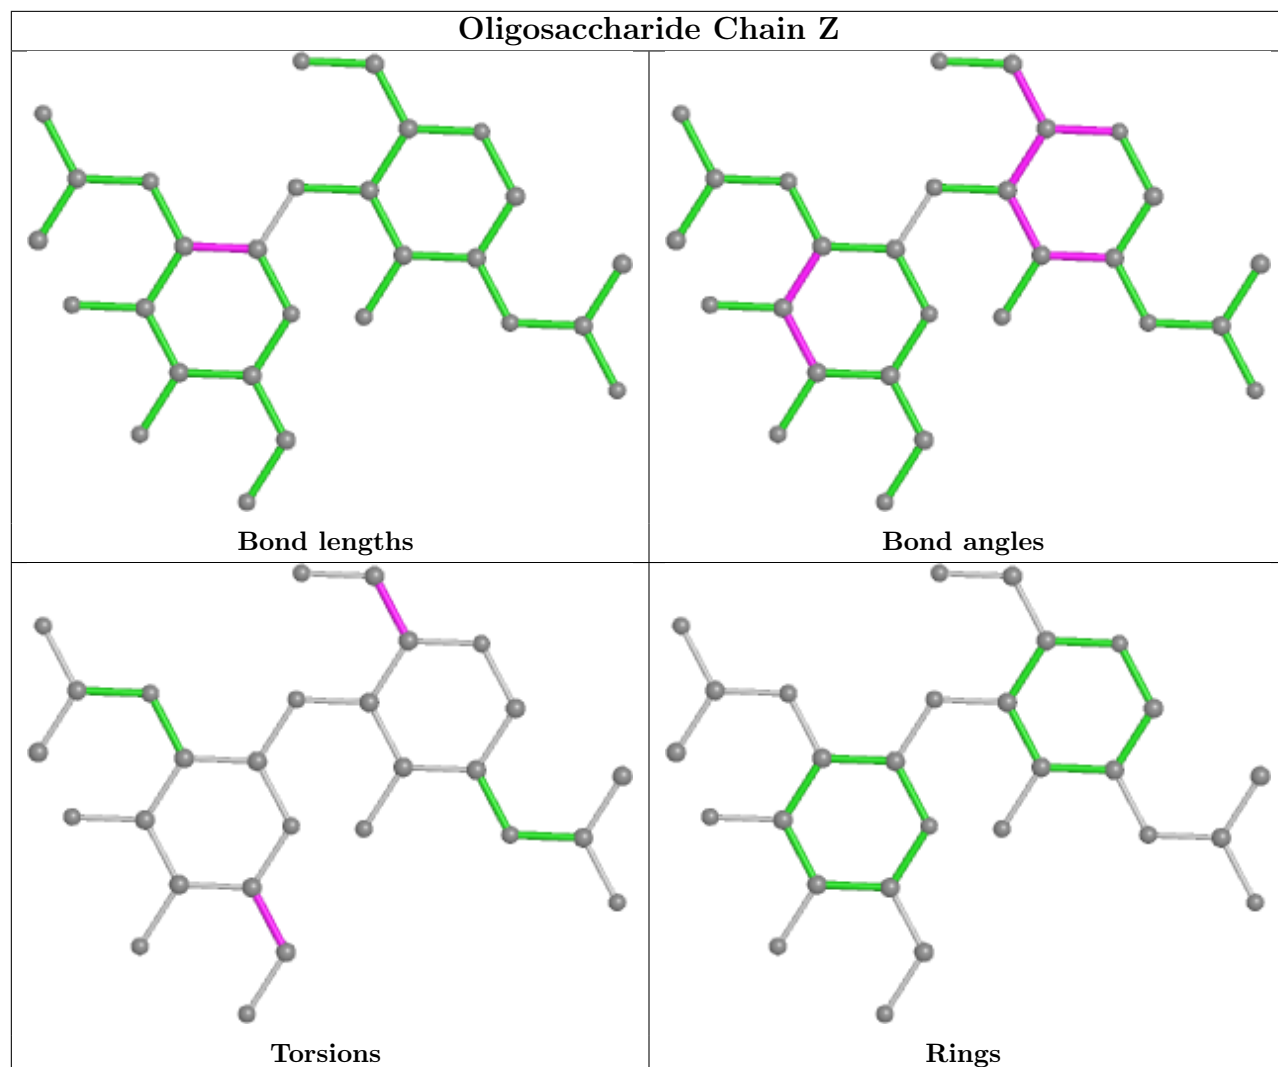 Oligosaccharide Chain Z
Bond lengths
Bond angles
Torsions
Rings